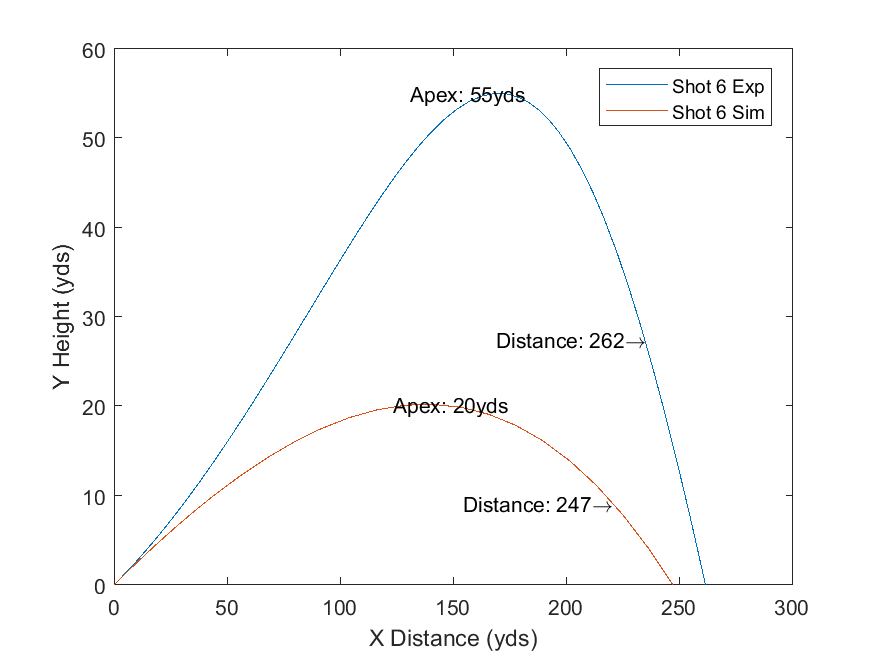 60
50
40
30
20
10
0
Y Height (yds)
Apex: 55yds
Shot 6 Exp
Shot 6 Sim
Distance: 262→
Apex: 20yds
Distance: 247→
0 50 100 150 200 250 300
X Distance (yds)